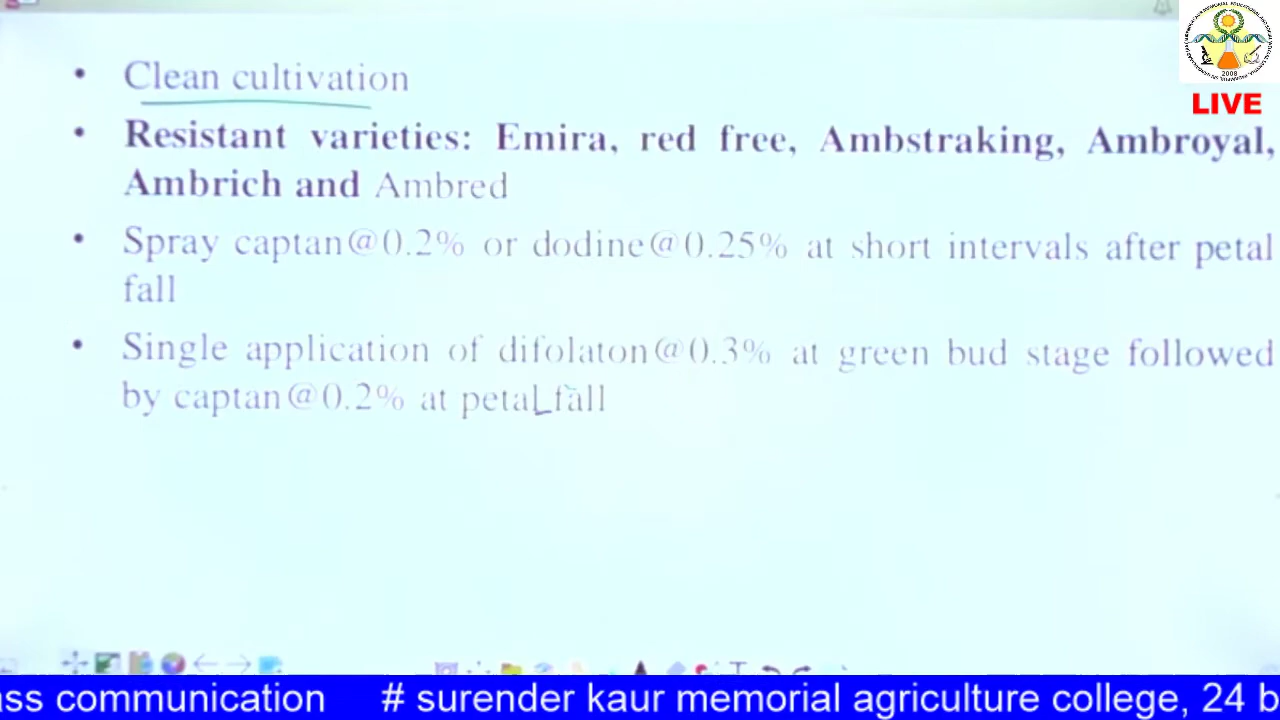 • Clean cultivation
• Resistant varieties: Emira, red free, Ambstraking, Ambroyal,
Ambrich and Ambred
• Spray captan@0.2% or dodine@0.25% at short intervals after petal
fall
• Single application of difolaton@0.3% at green bud stage followed
by captan@0.2% at petal fall
2008
LIVE
ass communication # surender kaur memorial agriculture college, 24 b